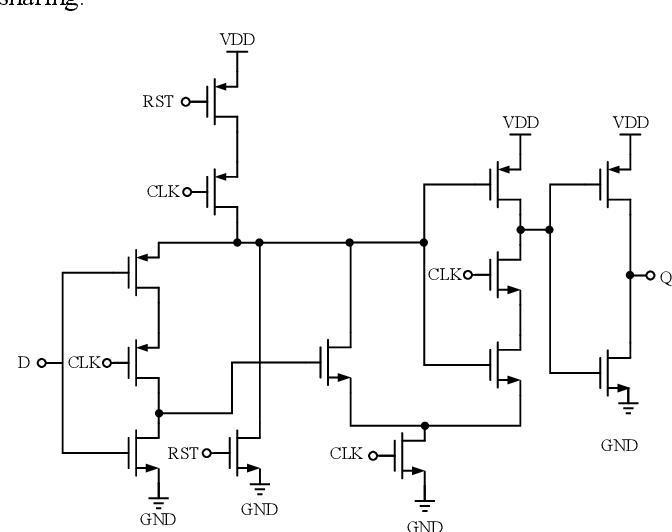 sharing.
VDD
RST
CLK
VDD
VDD
CLK
Q
D
CLK
RST
CLK
GND
GND
GND
GND